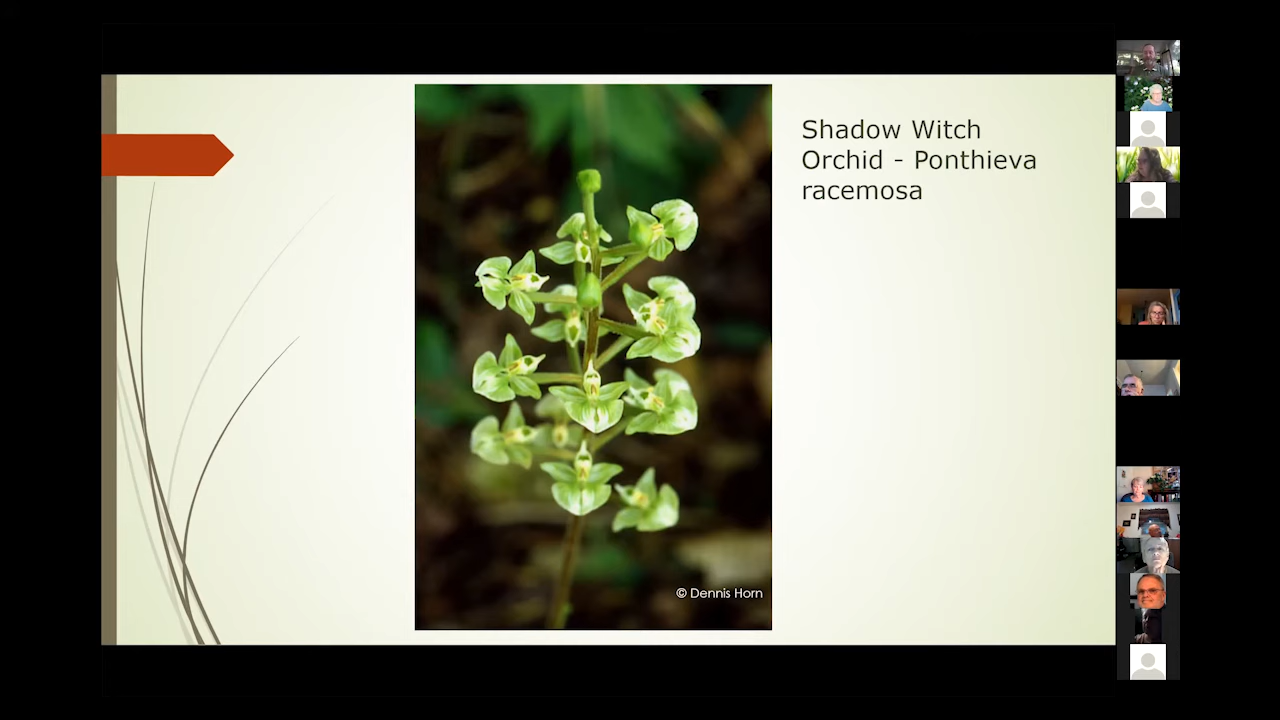 Shadow Witch
Orchid - Ponthieva
racemosa
© Dennis Horn